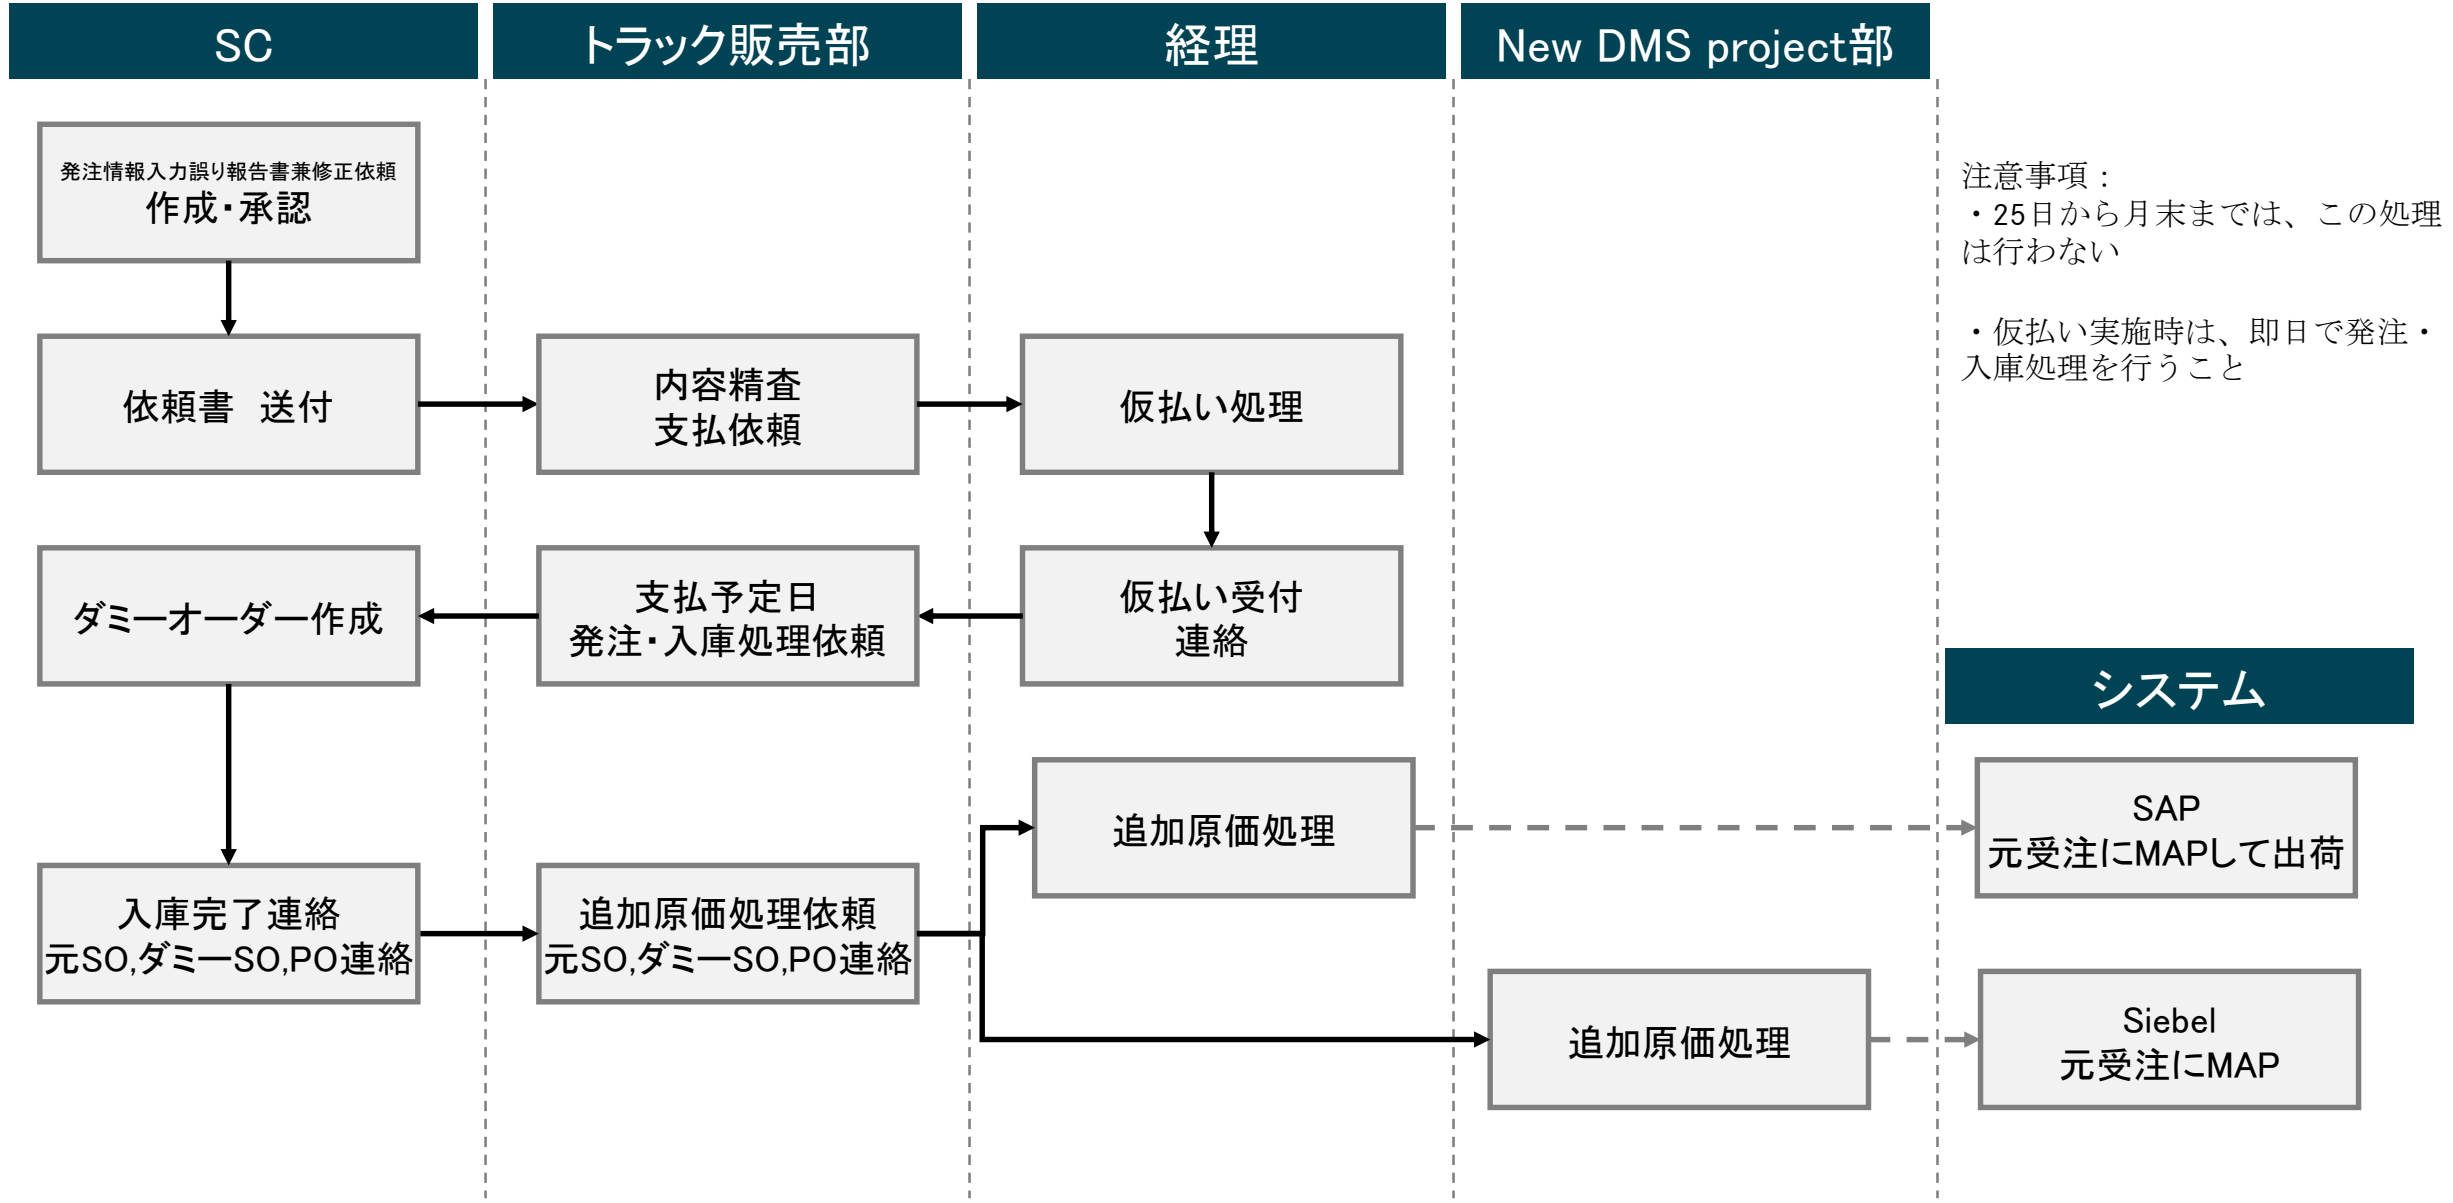 SC
トラック販売部
経理
New DMS project部
発注情報入力誤り報告書兼修正依頼
作成・承認
注意事項：
・25日から月末までは、この処理
は行わない
・仮払い実施時は、即日で発注・
入庫処理を行うこと
依頼書　送付
内容精査
支払依頼
仮払い処理
ダミーオーダー作成
支払予定日
発注・入庫処理依頼
仮払い受付
連絡
システム
追加原価処理
SAP
元受注にMAPして出荷
入庫完了連絡
元SO,ダミーSO,PO連絡
追加原価処理依頼
元SO,ダミーSO,PO連絡
追加原価処理
Siebel
元受注にMAP